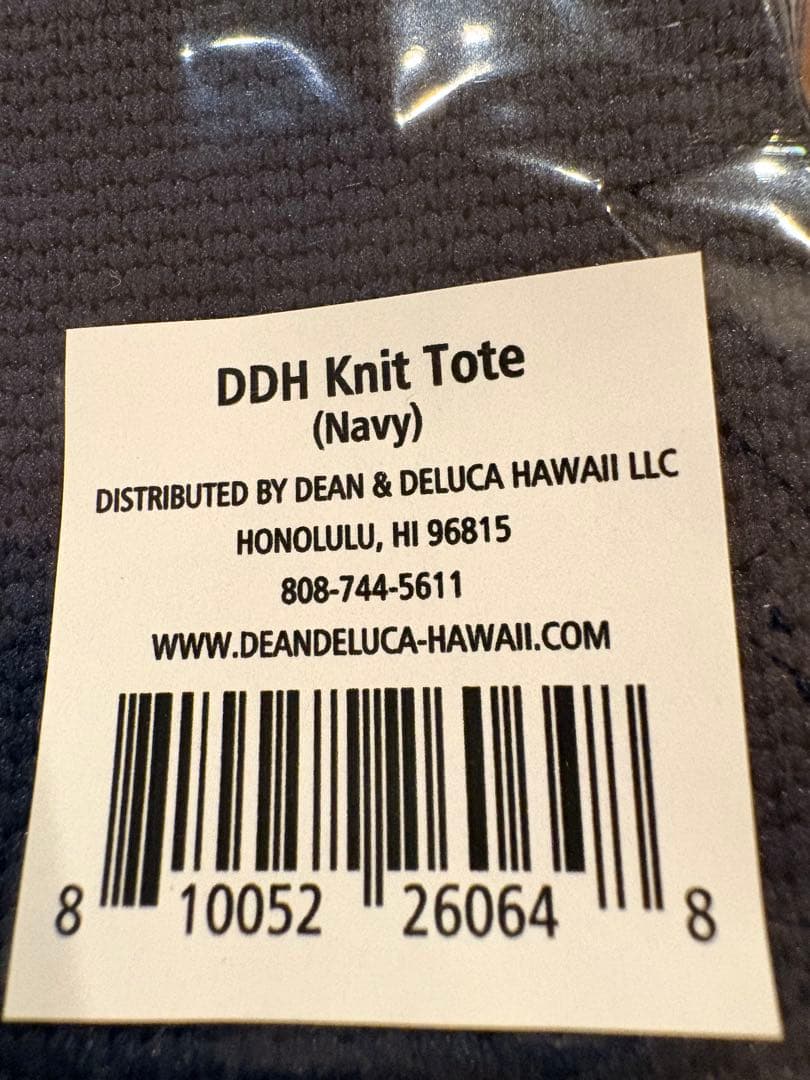 DDH Knit Tote
(Navy)
DISTRIBUTED BY DEAN & DELUCA HAWAII LLC
HONOLULU, HI 96815
808-744-5611
WWW.DEANDELUCA-HAWAII.COM
8 10052 26064 8